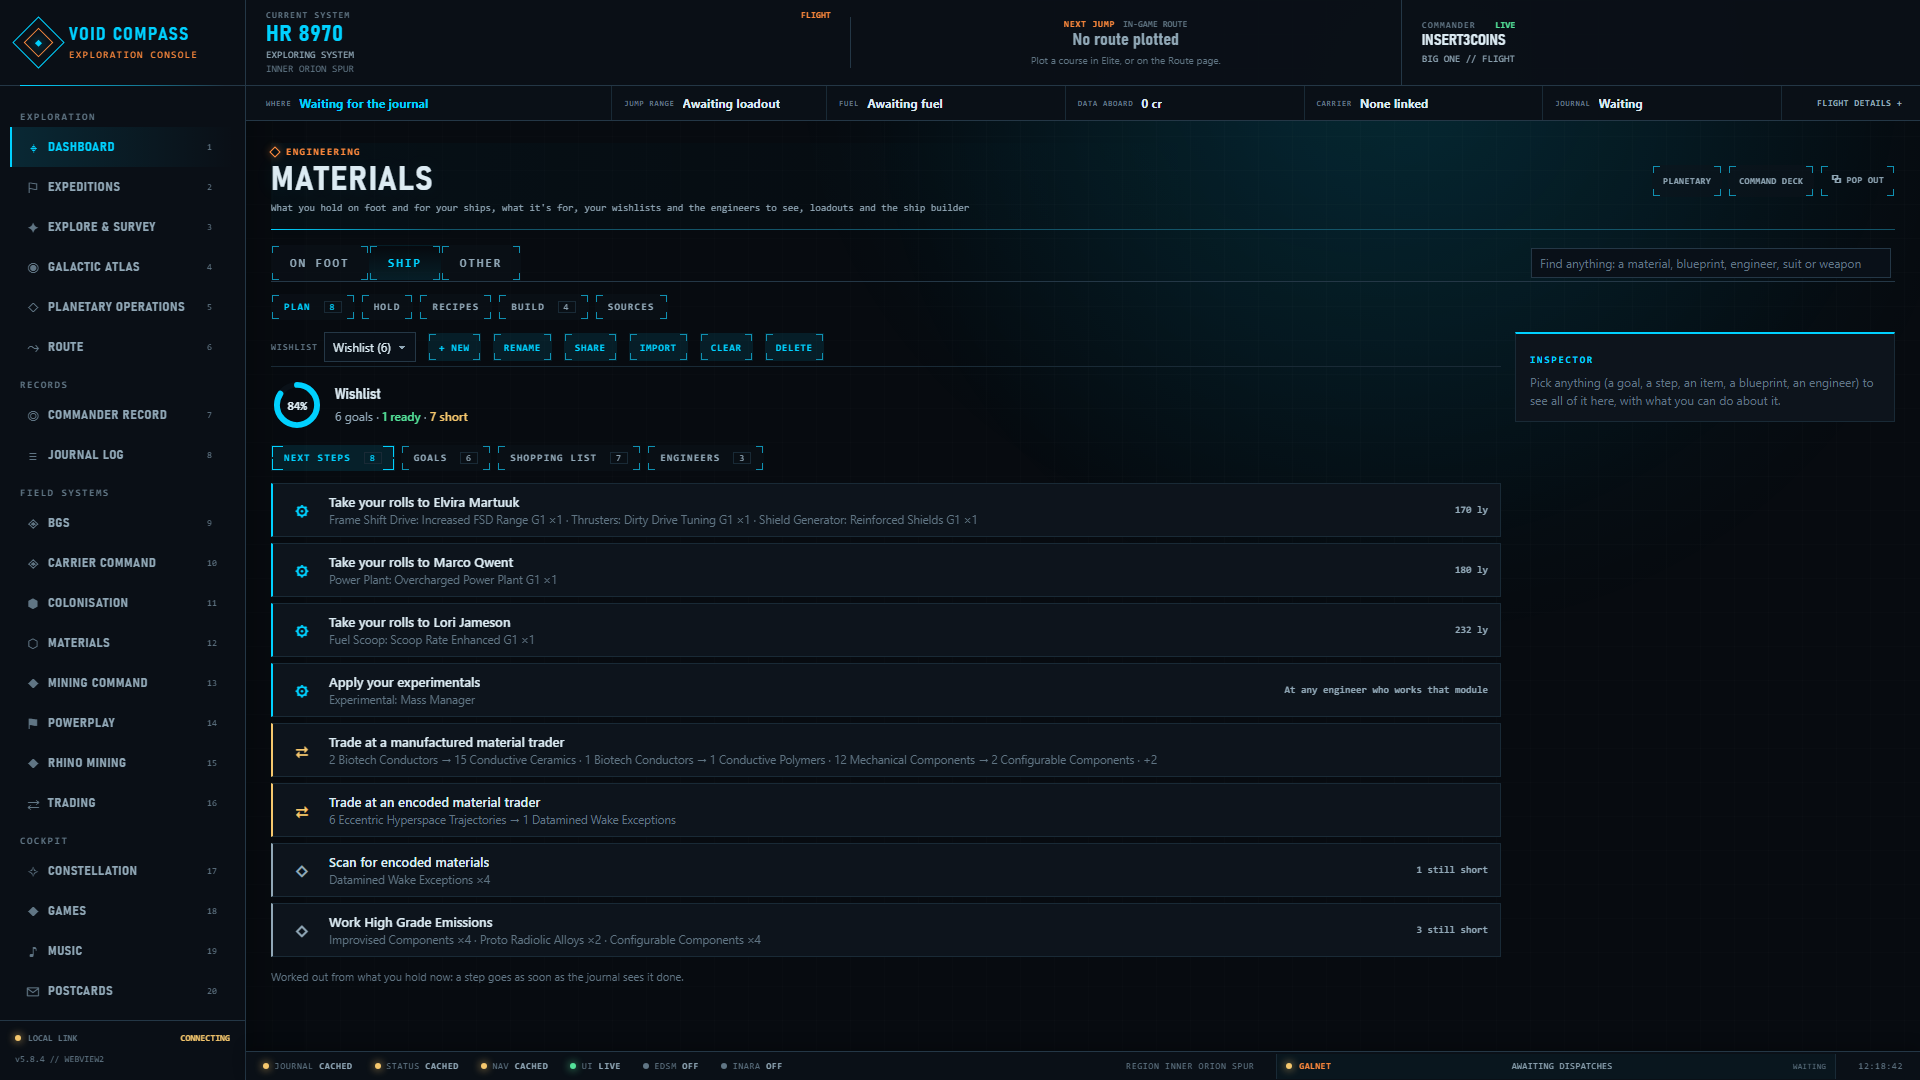 VOID COMPASS
EXPLORATION CONSOLE
CURRENT SYSTEM
HR 8970
EXPLORING SYSTEM
INNER ORION SPUR
FLIGHT
NEXT JUMP IN-GAME ROUTE
No route plotted
Plot a course in Elite, or on the Route page.
COMMANDER LIVE
INSERT3COINS
BIG ONE // FLIGHT
WHERE Waiting for the journal
JUMP RANGE Awaiting loadout
FUEL Awaiting fuel
DATA ABOARD 0 cr
CARRIER None linked
JOURNAL Waiting
FLIGHT DETAILS +
EXPLORATION
DASHBOARD 1
EXPEDITIONS 2
EXPLORE & SURVEY 3
GALACTIC ATLAS 4
PLANETARY OPERATIONS 5
ROUTE 6
RECORDS
COMMANDER RECORD 7
JOURNAL LOG 8
FIELD SYSTEMS
BGS 9
CARRIER COMMAND 10
COLONISATION 11
MATERIALS 12
MINING COMMAND 13
POWERPLAY 14
RHINO MINING 15
TRADING 16
COCKPIT
CONSTELLATION 17
GAMES 18
MUSIC 19
POSTCARDS 20
LOCAL LINK CONNECTING
v5.8.4 // WEBVIEW2
ENGINEERING
MATERIALS
What you hold on foot and for your ships, what it's for, your wishlists and the engineers to see, loadouts and the ship builder
PLANETARY
COMMAND DECK
POP OUT
ON FOOT
SHIP
OTHER
Find anything: a material, blueprint, engineer, suit or weapon
PLAN 8
HOLD
RECIPES
BUILD 4
SOURCES
WISHLIST Wishlist (6)
+ NEW
RENAME
SHARE
IMPORT
CLEAR
DELETE
84%
Wishlist
6 goals · 1 ready · 7 short
NEXT STEPS 8
GOALS 6
SHOPPING LIST 7
ENGINEERS 3
Take your rolls to Elvira Martuuk
Frame Shift Drive: Increased FSD Range G1 ×1 · Thrusters: Dirty Drive Tuning G1 ×1 · Shield Generator: Reinforced Shields G1 ×1
170 ly
Take your rolls to Marco Qwent
Power Plant: Overcharged Power Plant G1 ×1
180 ly
Take your rolls to Lori Jameson
Fuel Scoop: Scoop Rate Enhanced G1 ×1
232 ly
Apply your experimentals
Experimental: Mass Manager
At any engineer who works that module
Trade at a manufactured material trader
2 Biotech Conductors → 15 Conductive Ceramics · 1 Biotech Conductors → 1 Conductive Polymers · 12 Mechanical Components → 2 Configurable Components · +2
Trade at an encoded material trader
6 Eccentric Hyperspace Trajectories → 1 Datamined Wake Exceptions
Scan for encoded materials
Datamined Wake Exceptions ×4
1 still short
Work High Grade Emissions
Improvised Components ×4 · Proto Radiolic Alloys ×2 · Configurable Components ×4
3 still short
Worked out from what you hold now: a step goes as soon as the journal sees it done.
INSPECTOR
Pick anything (a goal, a step, an item, a blueprint, an engineer) to
see all of it here, with what you can do about it.
JOURNAL CACHED
STATUS CACHED
NAV CACHED
UI LIVE
EDSM OFF
INARA OFF
REGION INNER ORION SPUR
GALNET
AWAITING DISPATCHES
WAITING
12:18:42